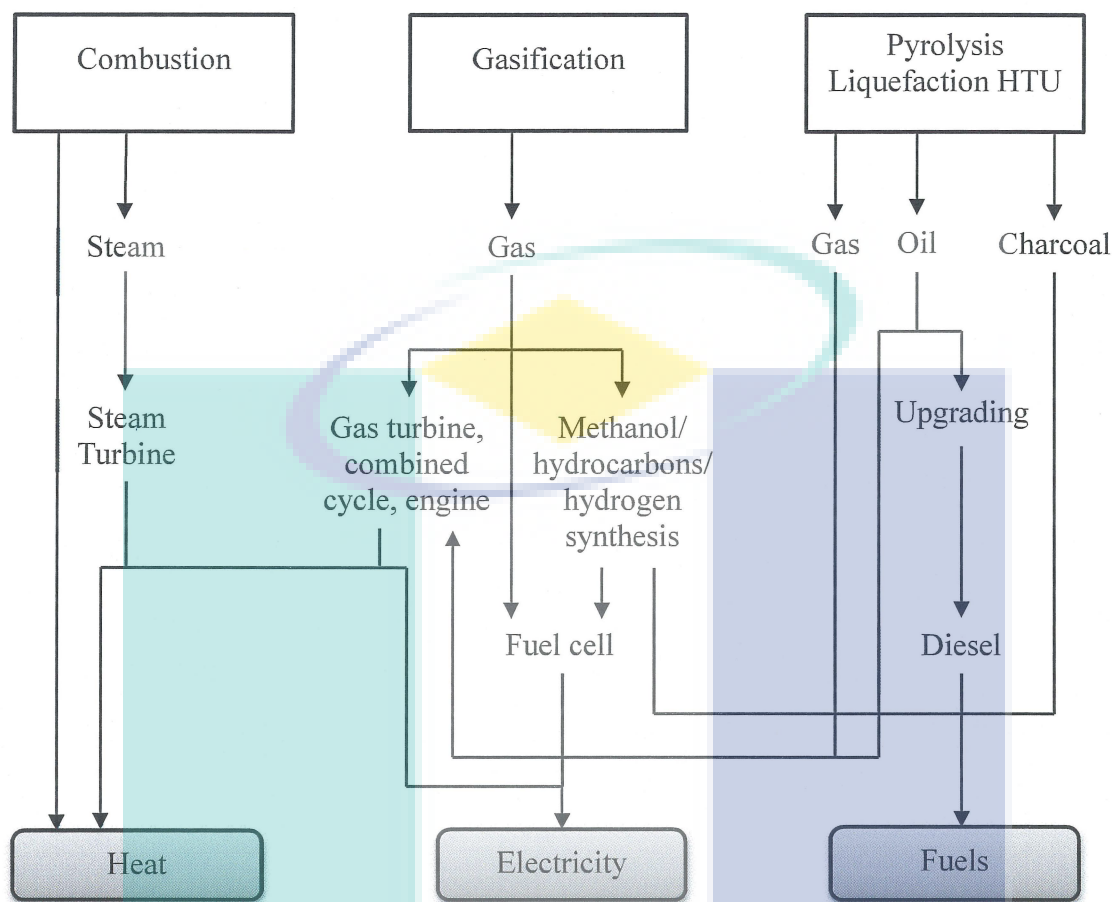 Combustion
Gasification
Pyrolysis
Liquefaction HTU
Steam
Gas
Gas
Oil
Charcoal
Steam
Turbine
Gas turbine,
combined
cycle, engine
Methanol/
hydrocarbons/
hydrogen
synthesis
Upgrading
Fuel cell
Diesel
Heat
Electricity
Fuels